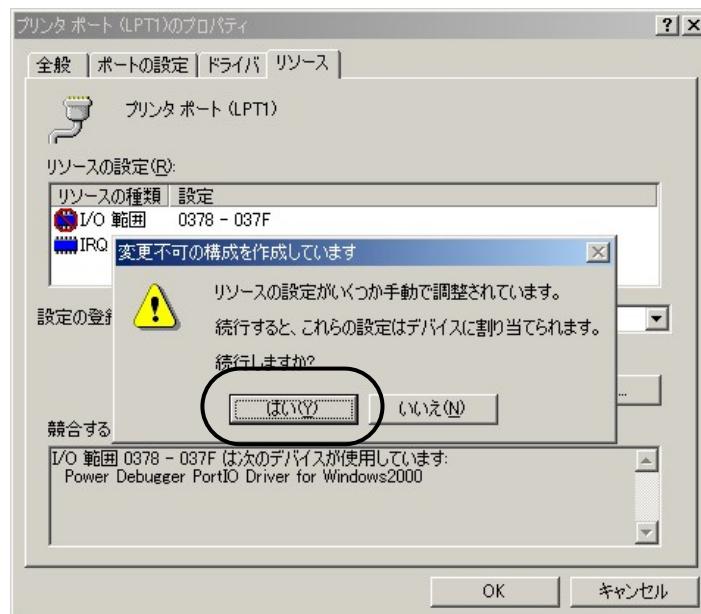 プリンタ ポート (LPT1)のプロパティ
全般 ポートの設定 ドライバ リソース
プリンタ ポート (LPT1)
リソースの設定(R):
リソースの種類 設定
I/O 範囲 0378 - 037F
IRQ
変更不可の構成を作成しています
リソースの設定がいくつか手動で調整されています。
続行すると、これらの設定はデバイスに割り当てられます。
続行しますか?
はい(Y) いいえ(N)
設定の登録
...
競合する
I/O 範囲 0378 - 037F は次のデバイスが使用しています:
Power Debugger PortIO Driver for Windows2000
OK キャンセル